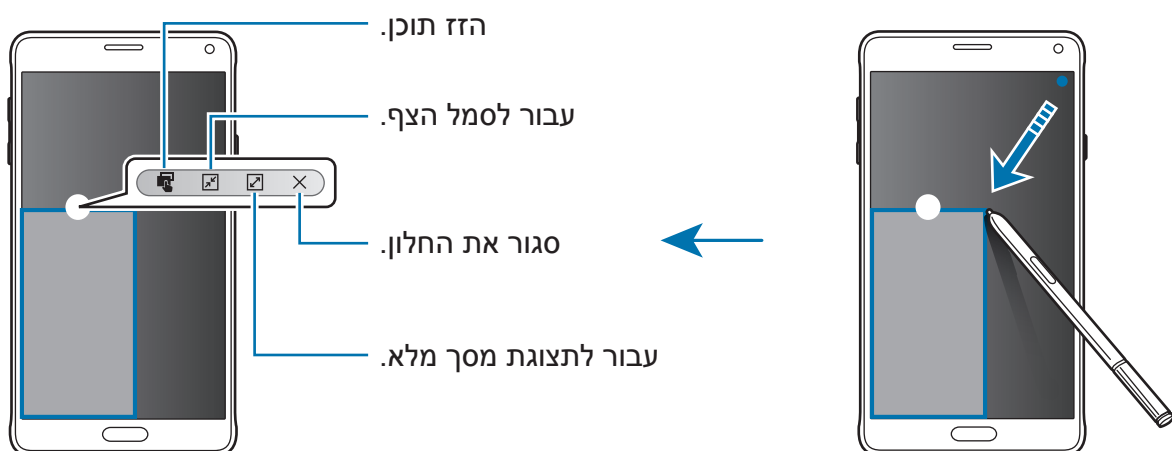 הזז תוכן.
עבור לסמל הצף.
סגור את החלון.
עבור לתצוגת מסך מלא.